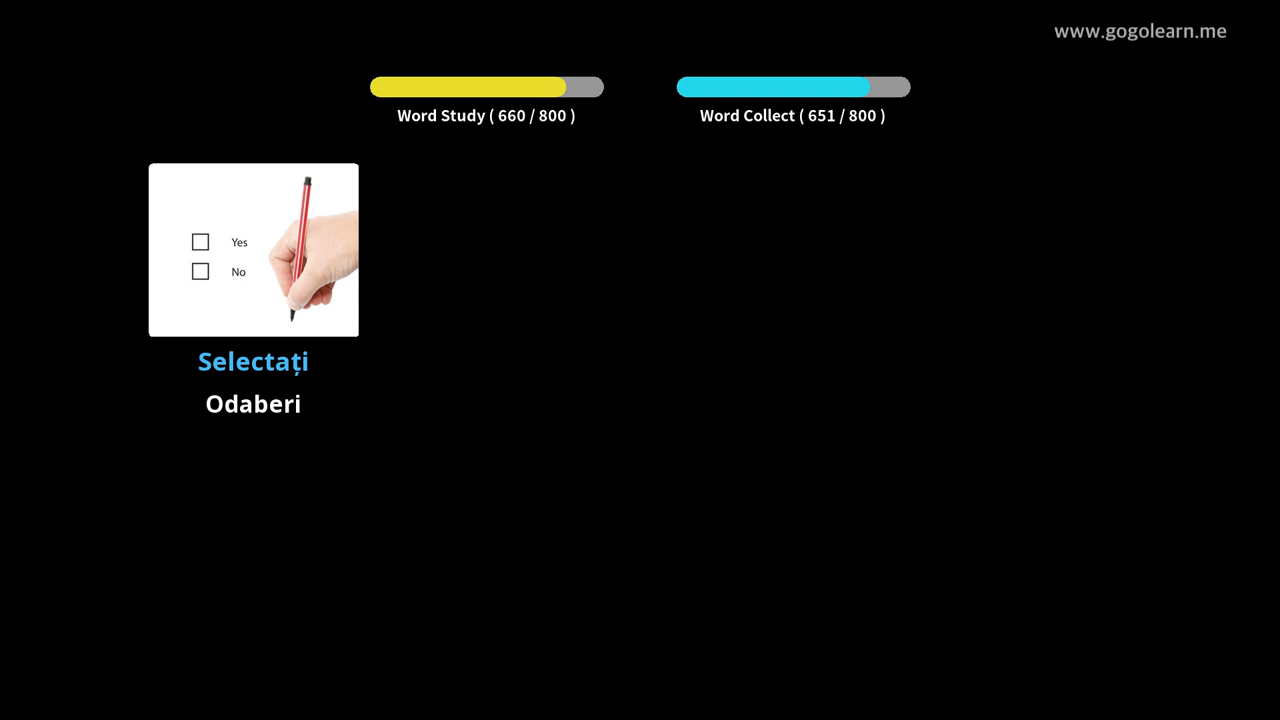 www.gogolearn.me
Word Study ( 660 / 800 )
Word Collect ( 651 / 800 )
Yes
No
Selectați
Odaberi